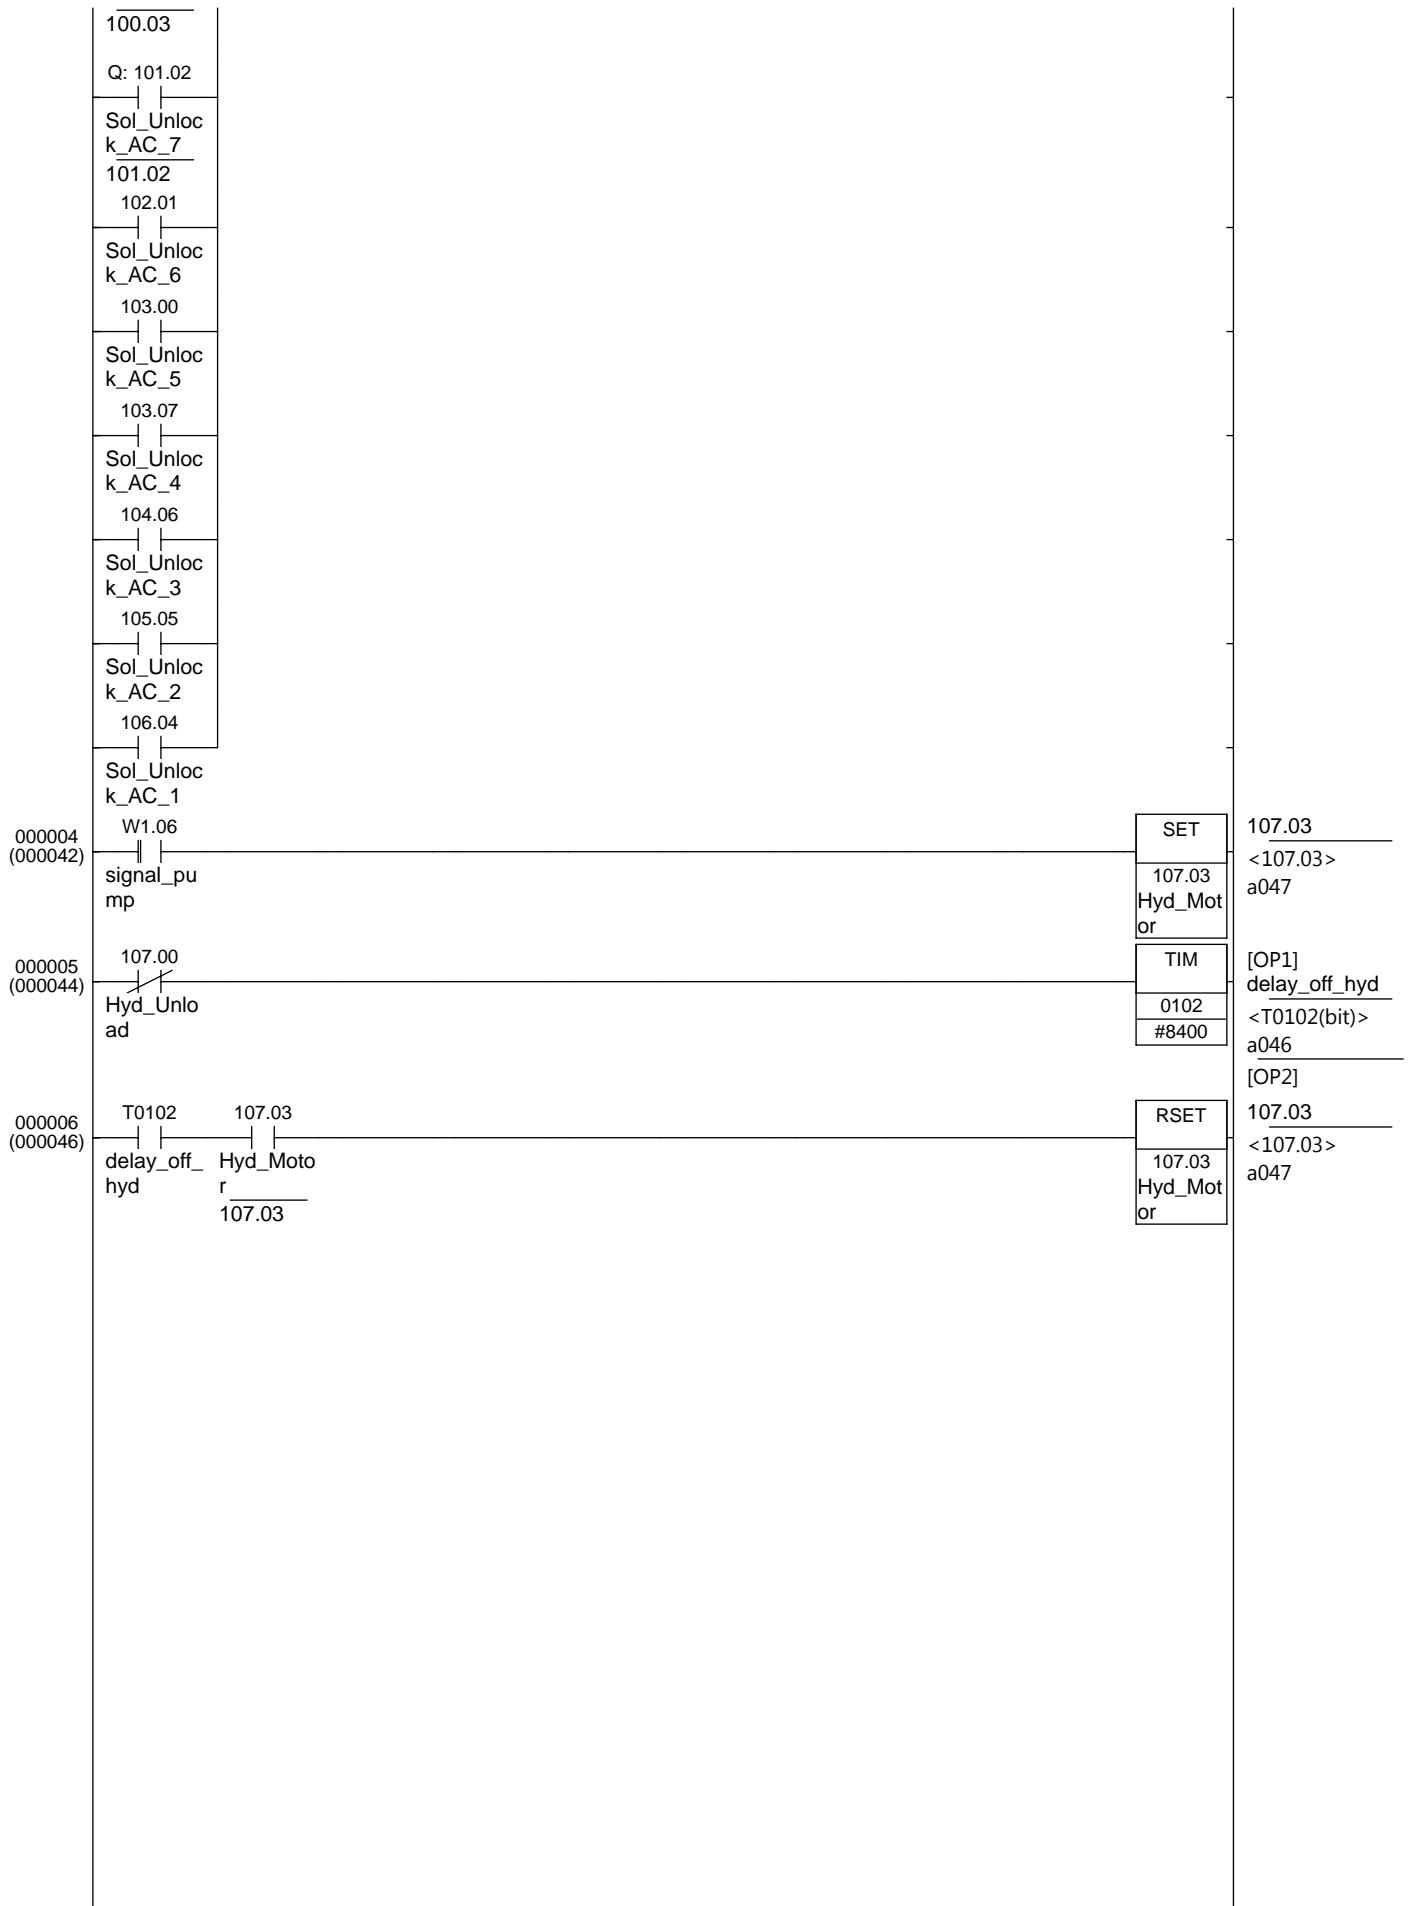 100.03
Q: 101.02
Sol_Unloc
k_AC_7
101.02
102.01
Sol_Unloc
k_AC_6
103.00
Sol_Unloc
k_AC_5
103.07
Sol_Unloc
k_AC_4
104.06
Sol_Unloc
k_AC_3
105.05
Sol_Unloc
k_AC_2
106.04
Sol_Unloc
k_AC_1
000004
(000042)
W1.06
signal_pu
mp
SET
107.03
Hyd_Mot
or
107.03
<107.03>
a047
000005
(000044)
107.00
Hyd_Unlo
ad
TIM
0102
#8400
[OP1]
delay_off_hyd
<T0102(bit)>
a046
[OP2]
000006
(000046)
T0102
delay_off_
hyd
107.03
Hyd_Moto
r
107.03
RSET
107.03
Hyd_Mot
or
107.03
<107.03>
a047